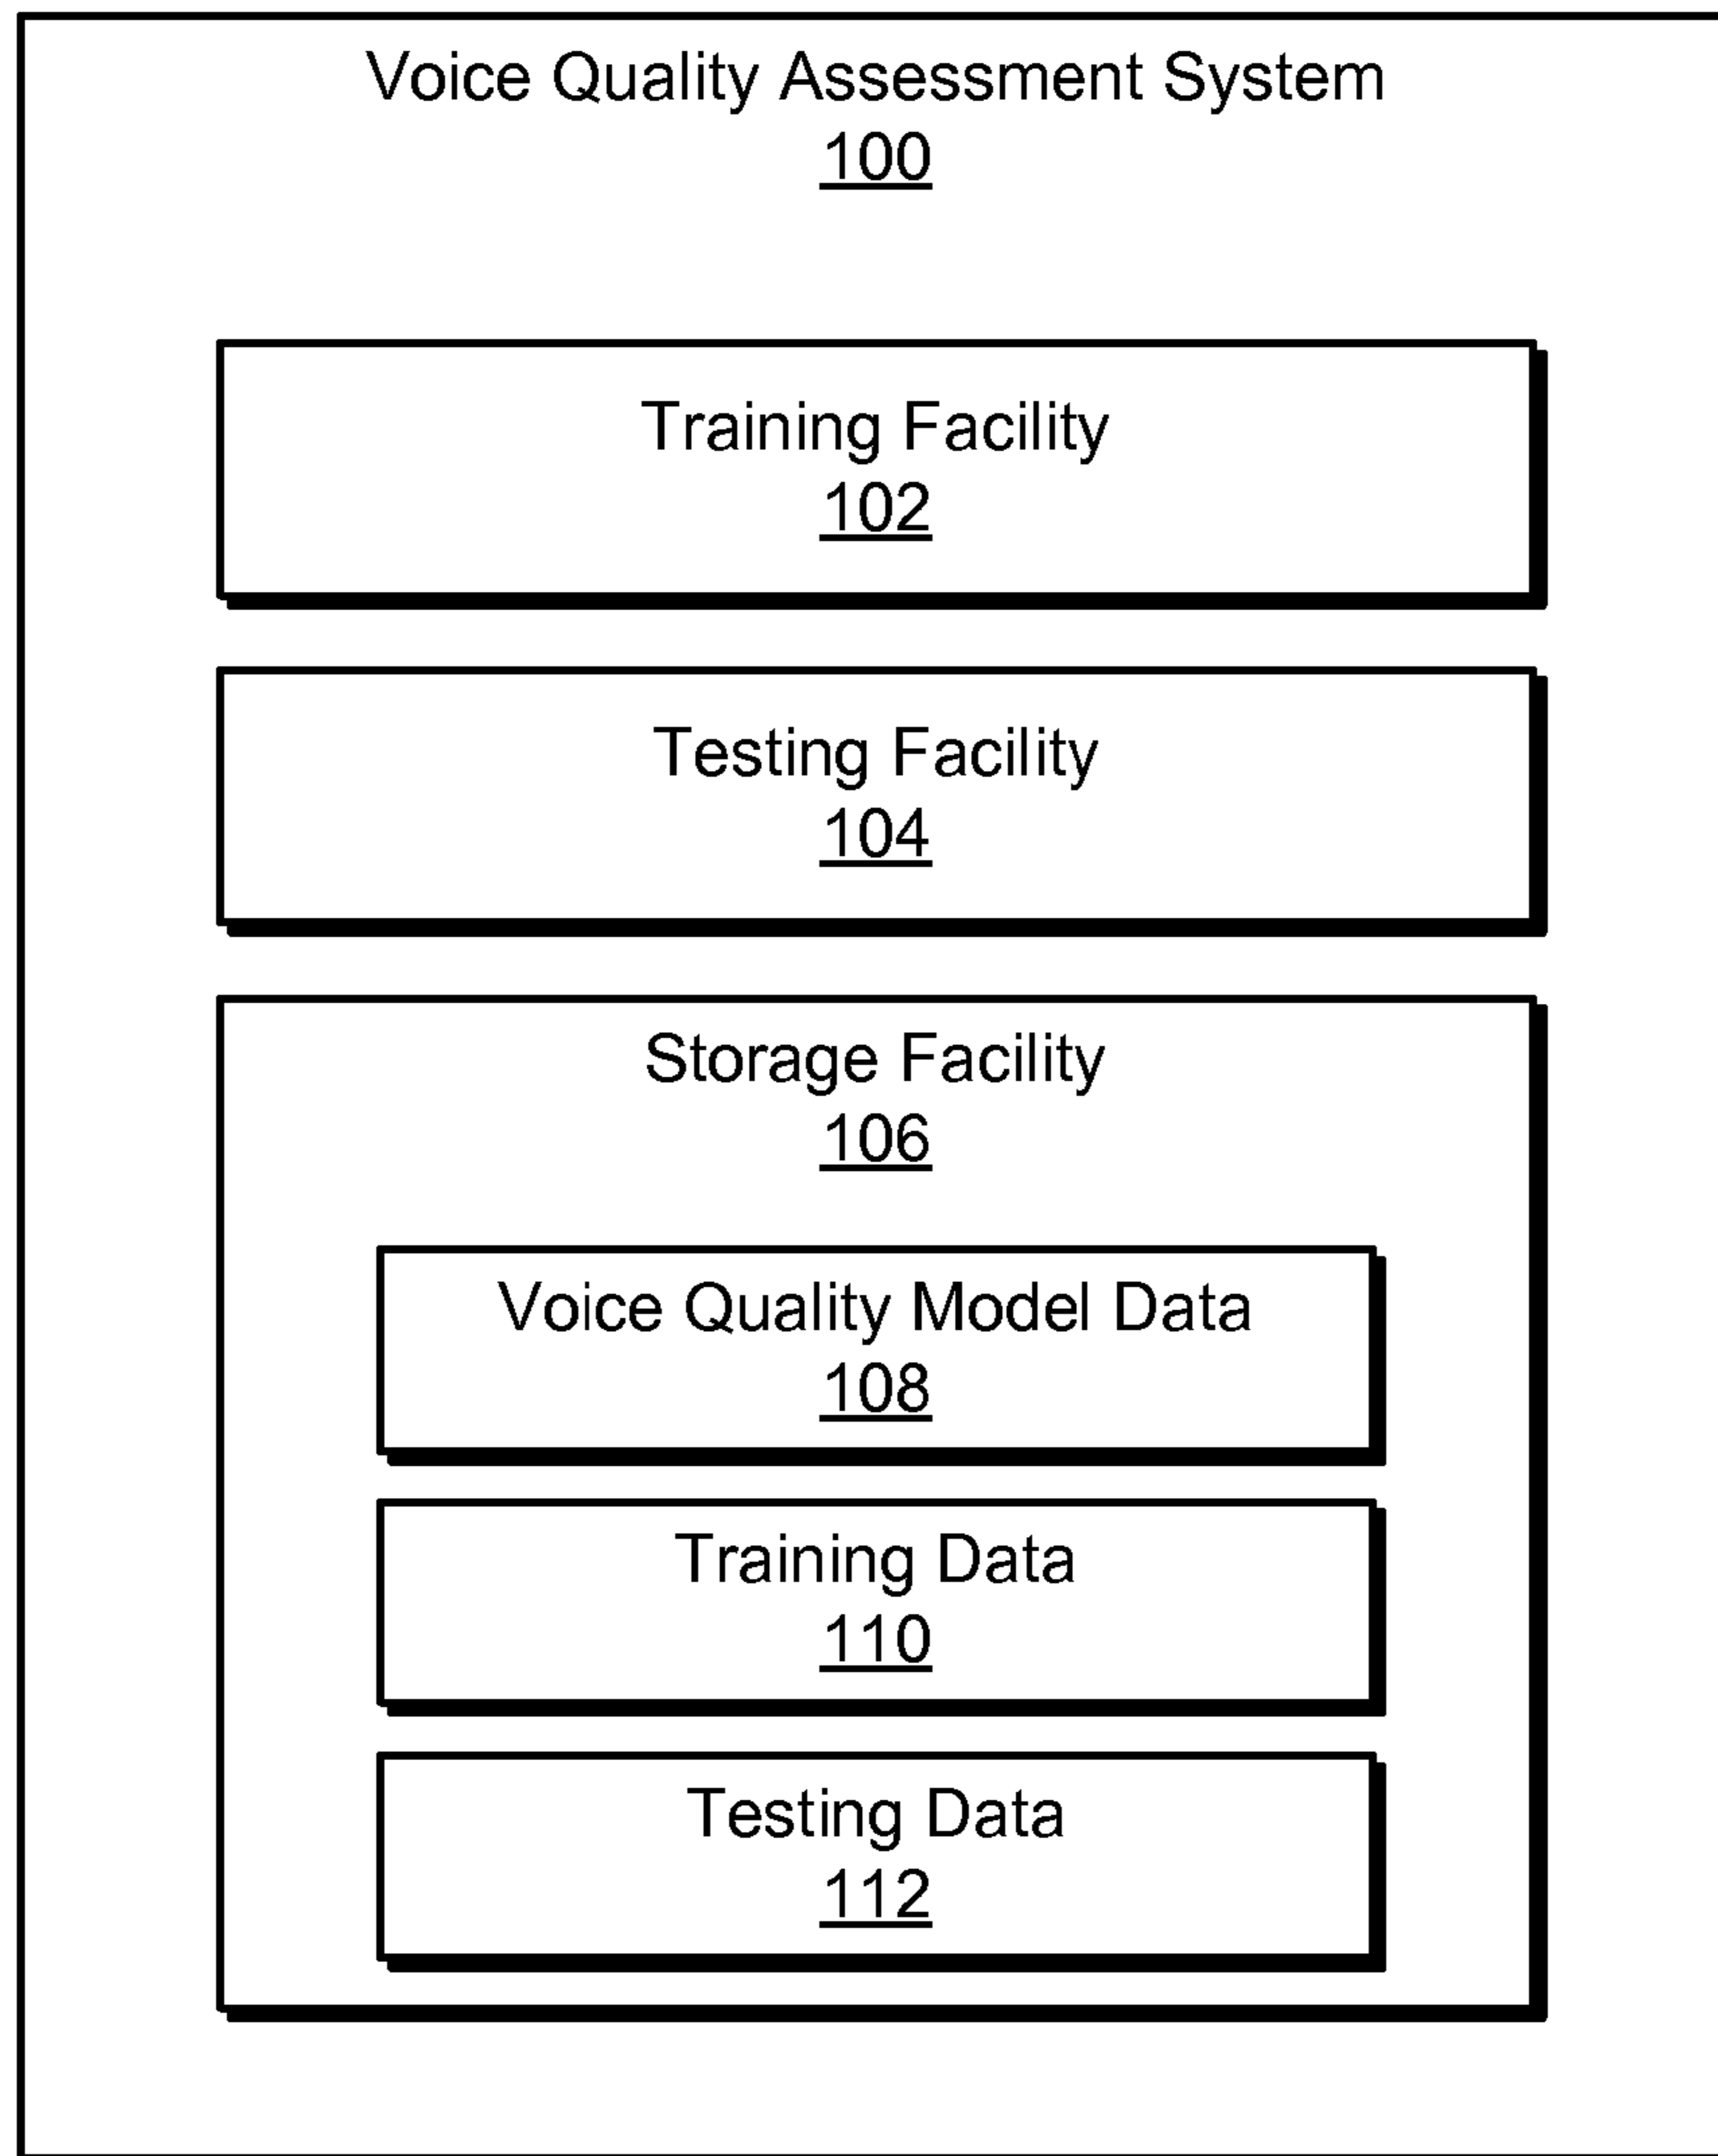 Voice Quality Assessment System
100
Training Facility
102
Testing Facility
104
Storage Facility
106
Voice Quality Model Data
108
Training Data
110
Testing Data
112